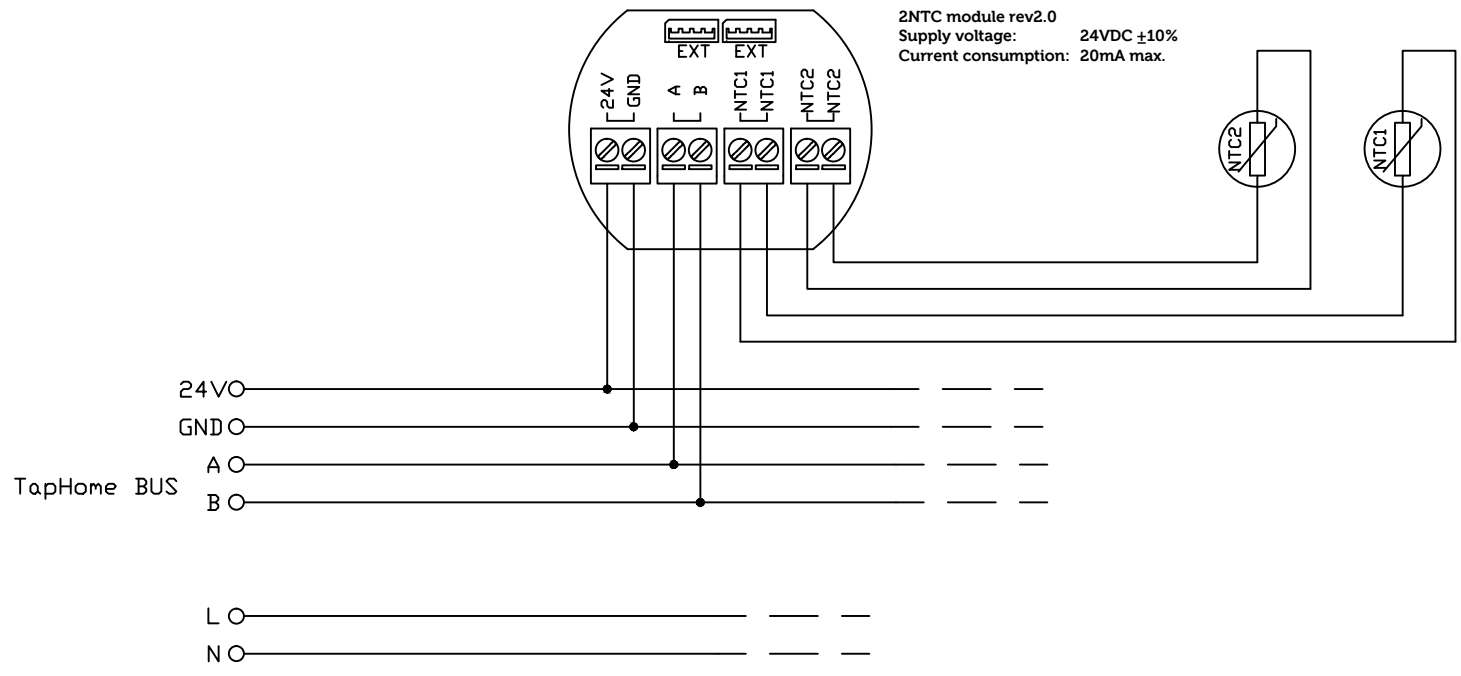 2NTC module rev2.0
Supply voltage: 24VDC ±10%
Current consumption: 20mA max.
EXT EXT
24V GND A B NTC1 NTC1 NTC2 NTC2
NTC2 NTC1
24V
GND
A
TapHome BUS
B
L
N